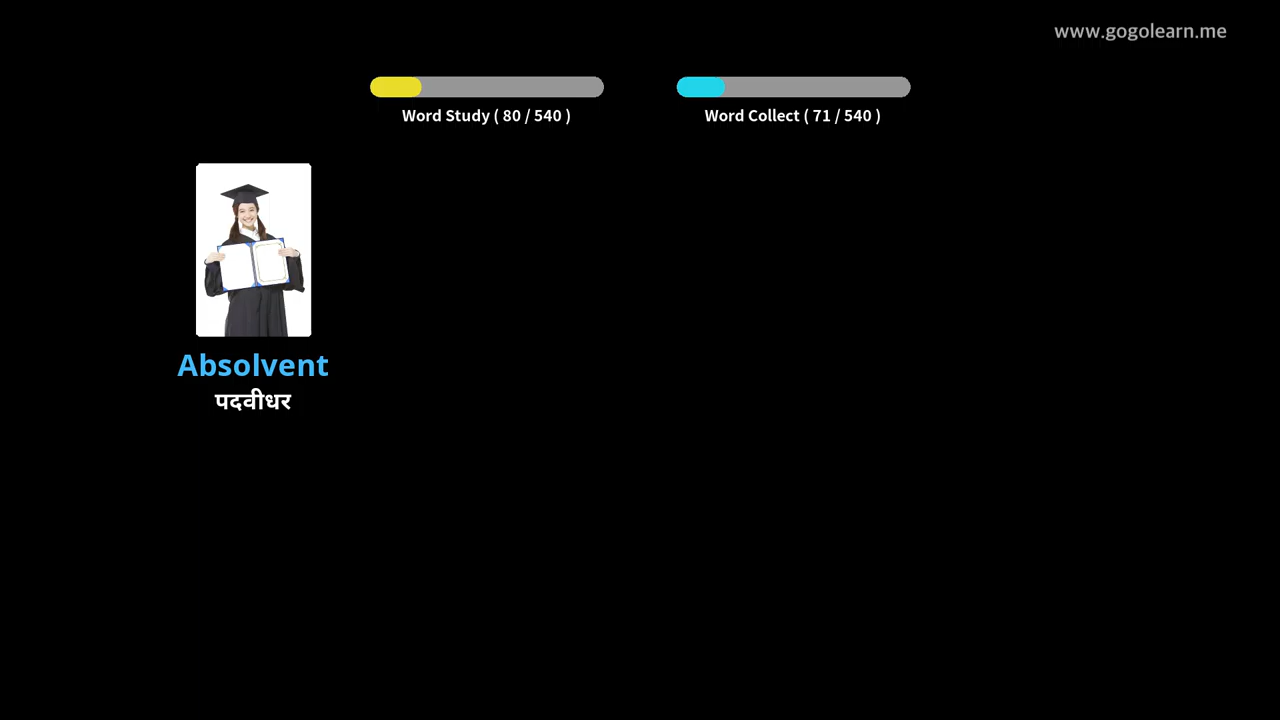 www.gogolearn.me
Word Study ( 80 / 540 )
Word Collect ( 71 / 540 )
Absolvent
पदवीधर